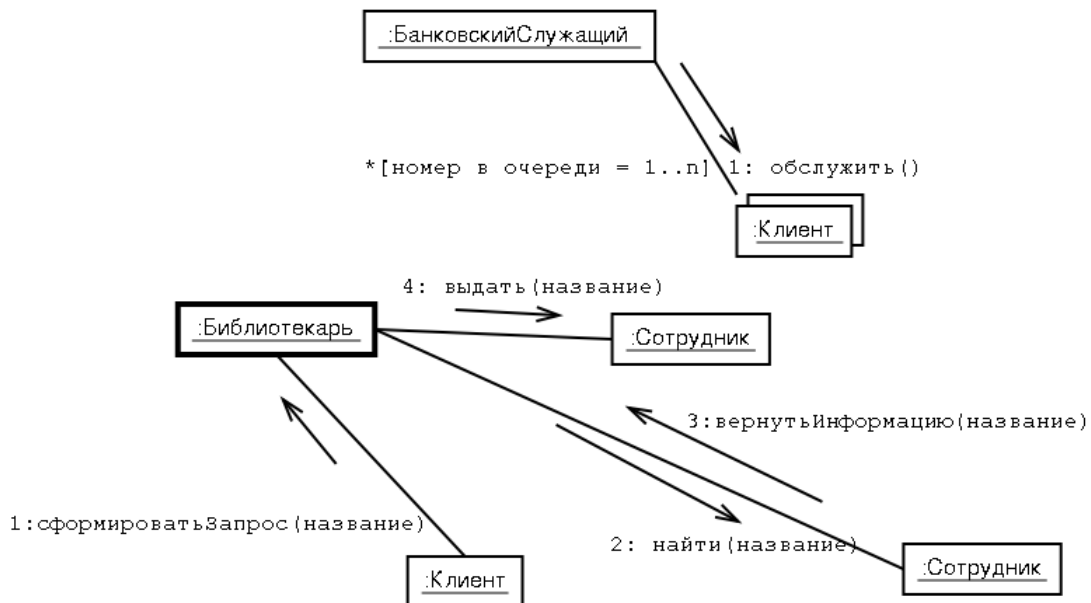 :БанковскийСлужащий
*[номер в очереди = 1..n] 1: обслужить()
:Клиент
4: выдать(название)
:Библиотекарь
:Сотрудник
3:вернутьИнформацию(название)
1:сформироватьЗапрос(название)
2: найти(название)
:Клиент
:Сотрудник